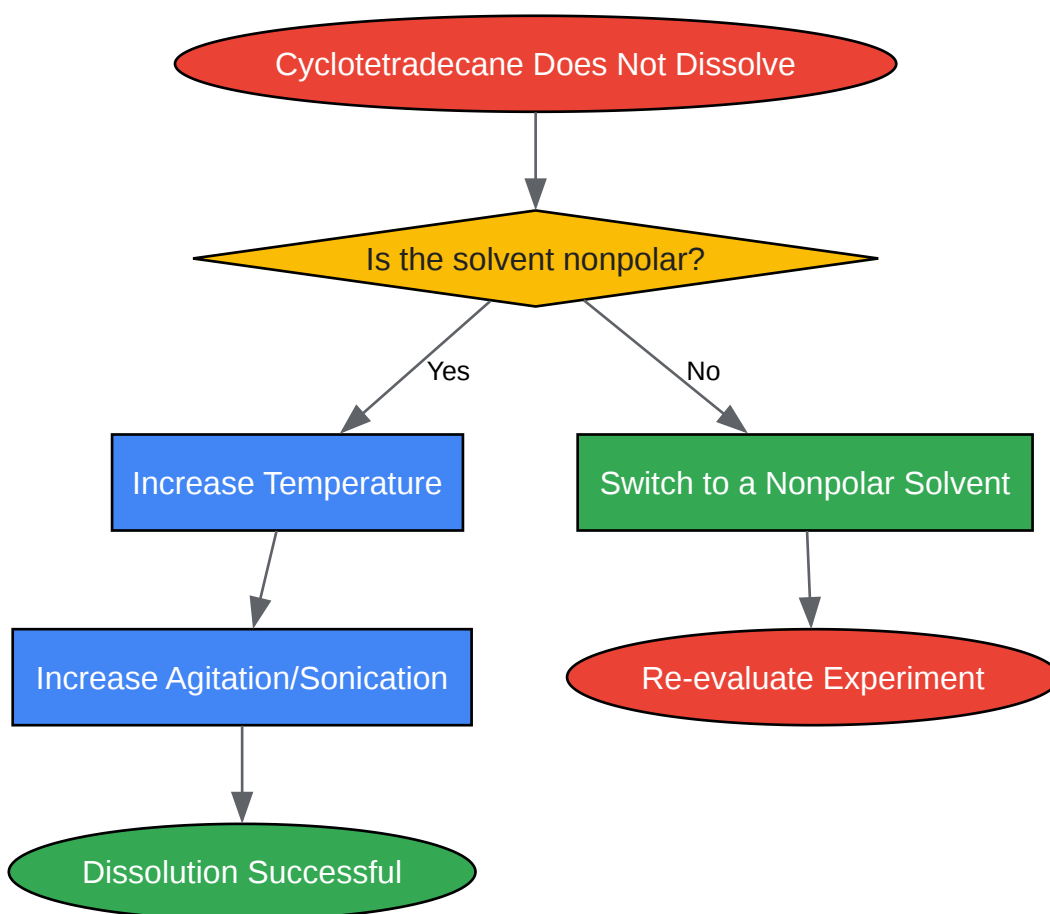 Cyclotetradecane Does Not Dissolve
Is the solvent nonpolar?
Yes
No
Increase Temperature
Switch to a Nonpolar Solvent
Increase Agitation/Sonication
Re-evaluate Experiment
Dissolution Successful